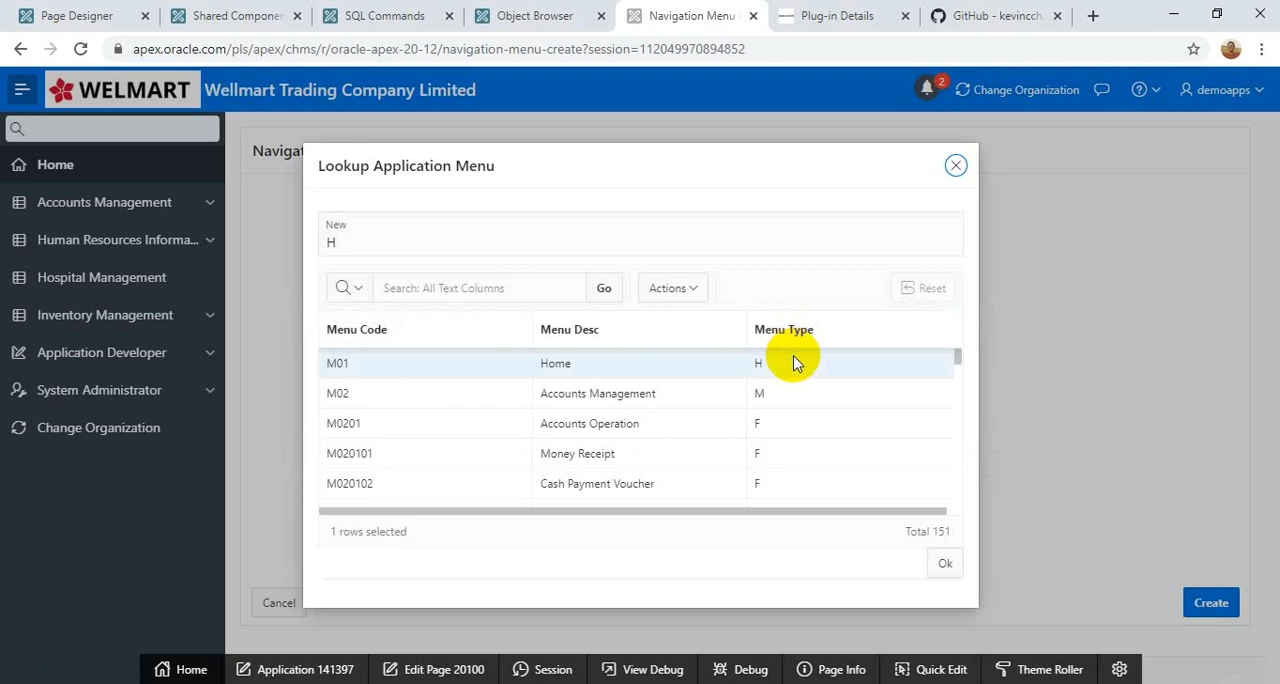 Page Designer
Shared Componen
SQL Commands
Object Browser
Navigation Menu
Plug-in Details
GitHub - kevincch
apex.oracle.com/pls/apex/chms/r/oracle-apex-20-12/navigation-menu-create?session=112049970894852
WELMART
Wellmart Trading Company Limited
2
Change Organization
demoapps
Home
Accounts Management
Human Resources Informa...
Hospital Management
Inventory Management
Application Developer
System Administrator
Change Organization
Navigat
Lookup Application Menu
New
H
Search: All Text Columns
Go
Actions
Reset
Menu Code Menu Desc Menu Type
M01 Home H
M02 Accounts Management M
M0201 Accounts Operation F
M020101 Money Receipt F
M020102 Cash Payment Voucher F
1 rows selected
Total 151
Ok
Cancel
Create
Home
Application 141397
Edit Page 20100
Session
View Debug
Debug
Page Info
Quick Edit
Theme Roller